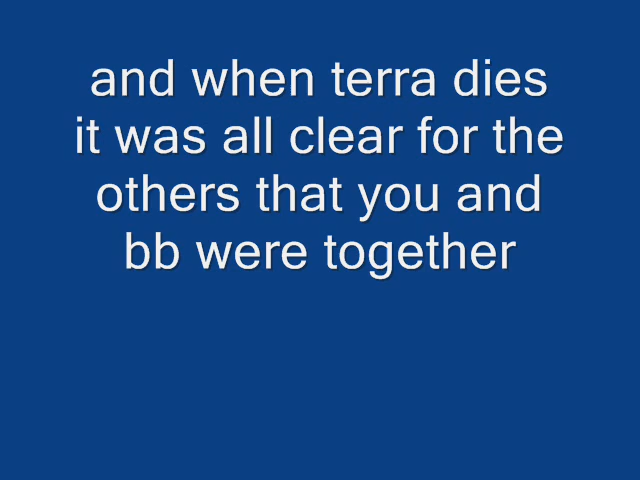 and when terra dies
it was all clear for the
others that you and
bb were together